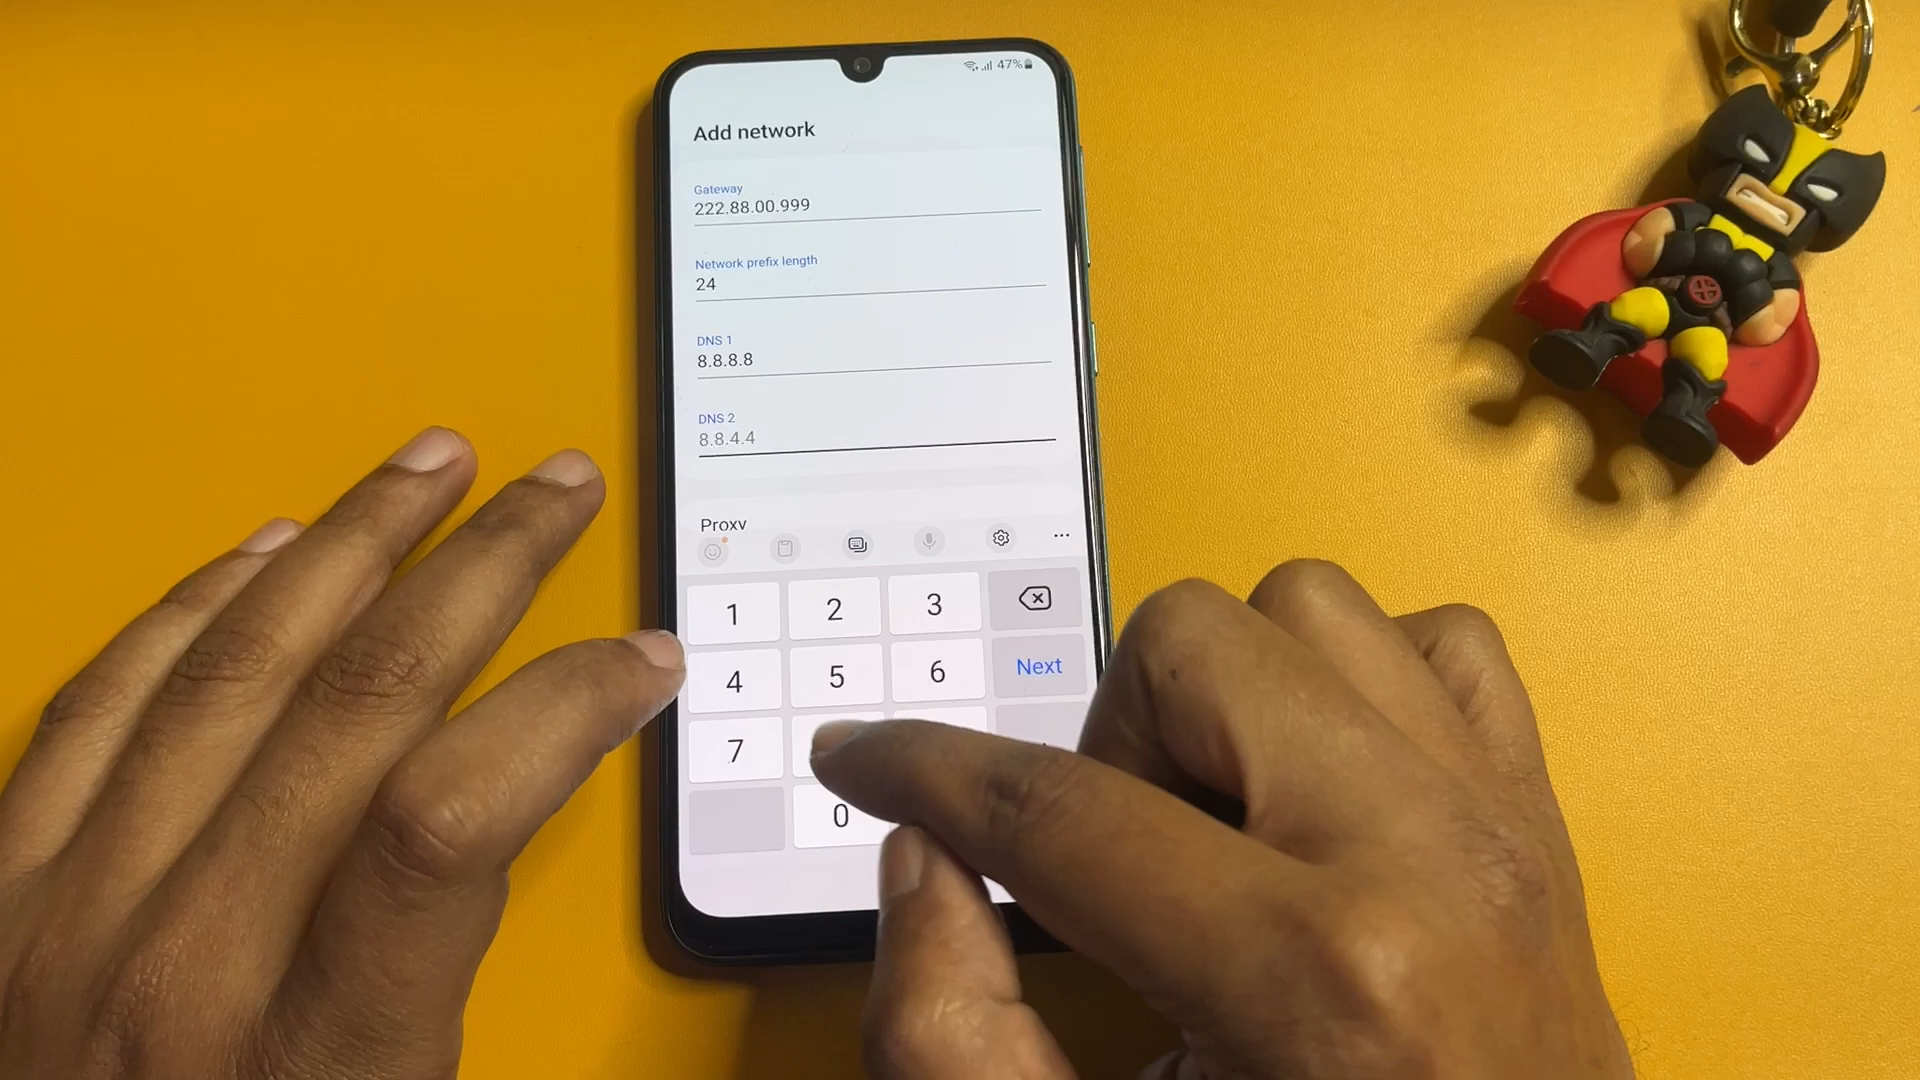 47%
Add network
Gateway
222.88.00.999
Network prefix length
24
DNS 1
8.8.8.8
DNS 2
8.8.4.4
Proxy
1 2 3
4 5 6 Next
7
0